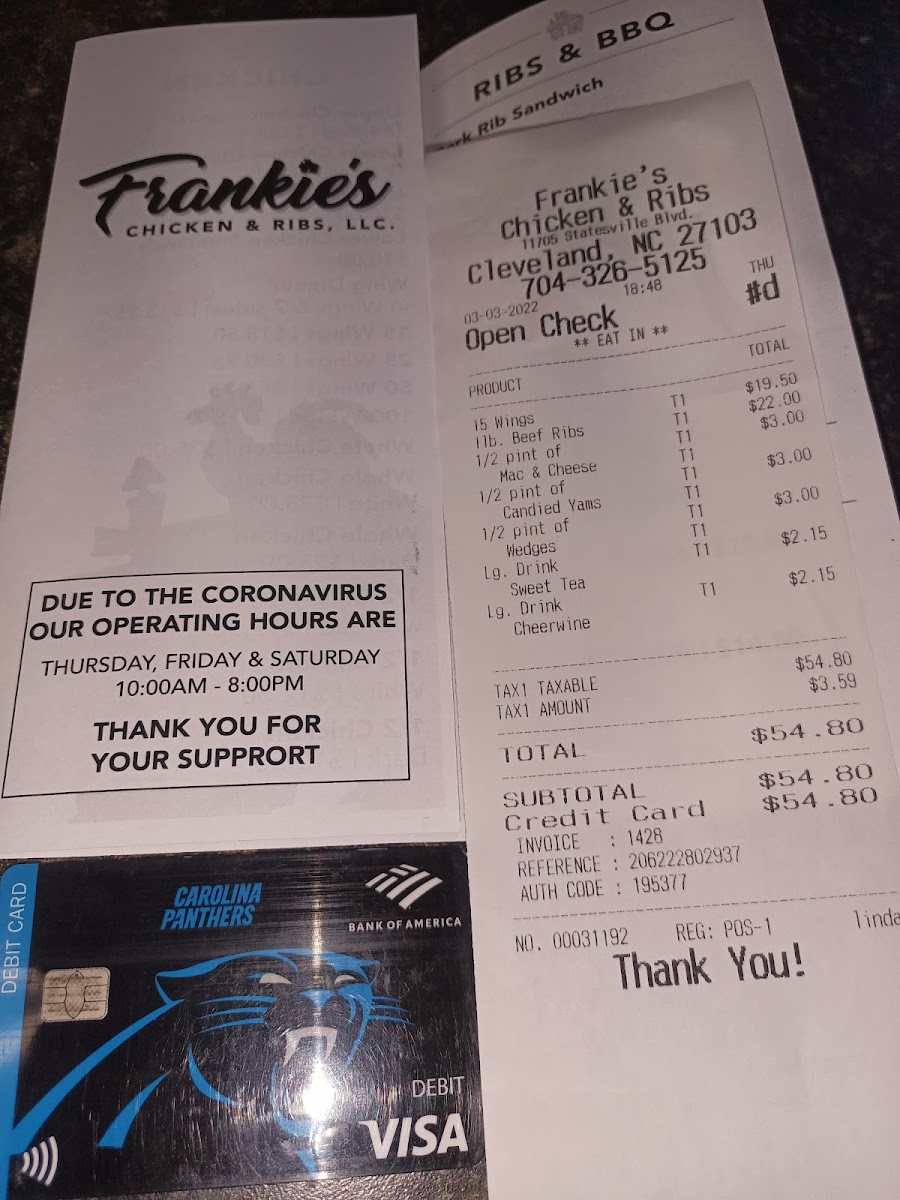 Frankie's
CHICKEN & RIBS, LLC.
DUE TO THE CORONAVIRUS
OUR OPERATING HOURS ARE
THURSDAY, FRIDAY & SATURDAY
10:00AM - 8:00PM
THANK YOU FOR
YOUR SUPPRORT
RIBS & BBQ
Rib Sandwich
Frankie's
Chicken & Ribs
11705 Statesville Blvd.
Cleveland, NC 27103
704-326-5125
03-03-2022 18:48 THU
Open Check #d
** EAT IN **
PRODUCT TOTAL
15 Wings T1 $19.50
1lb. Beef Ribs T1 $22.00
1/2 pint of T1 $3.00
Mac & Cheese T1
1/2 pint of T1 $3.00
Candied Yams T1
1/2 pint of T1 $3.00
Wedges T1
Lg. Drink T1 $2.15
Sweet Tea
Lg. Drink T1 $2.15
Cheerwine
TAX1 TAXABLE $54.80
TAX1 AMOUNT $3.59
TOTAL $54.80
SUBTOTAL $54.80
Credit Card $54.80
INVOICE : 1428
REFERENCE : 206222802937
AUTH CODE : 195377
NO. 00031192 REG: POS-1 linda
Thank You!
DEBIT CARD
CAROLINA
PANTHERS
BANK OF AMERICA
DEBIT
VISA